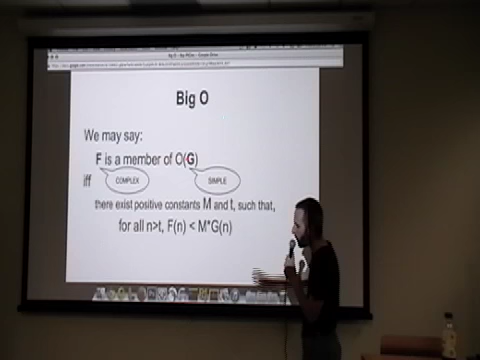 Big O
We may say:
F is a member of O(G)
iff
COMPLEX
SIMPLE
there exist positive constants M and t, such that,
for all n>t, F(n) < M*G(n)